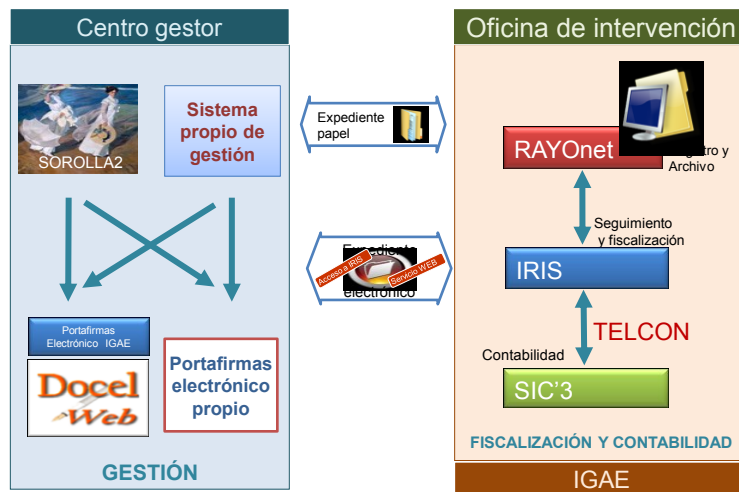 Centro gestor
SOROLLA2
Sistema
propio de
gestión
Portafirmas
Electrónico IGAE
Docel
Web
Portafirmas
electrónico
propio
GESTIÓN
Expediente
papel
Expediente
Acceso a IRIS
Servicio WEB
electrónico
Oficina de intervención
RAYOnet
y
Archivo
Seguimiento
y fiscalización
IRIS
TELCON
Contabilidad
SIC'3
FISCALIZACIÓN Y CONTABILIDAD
IGAE